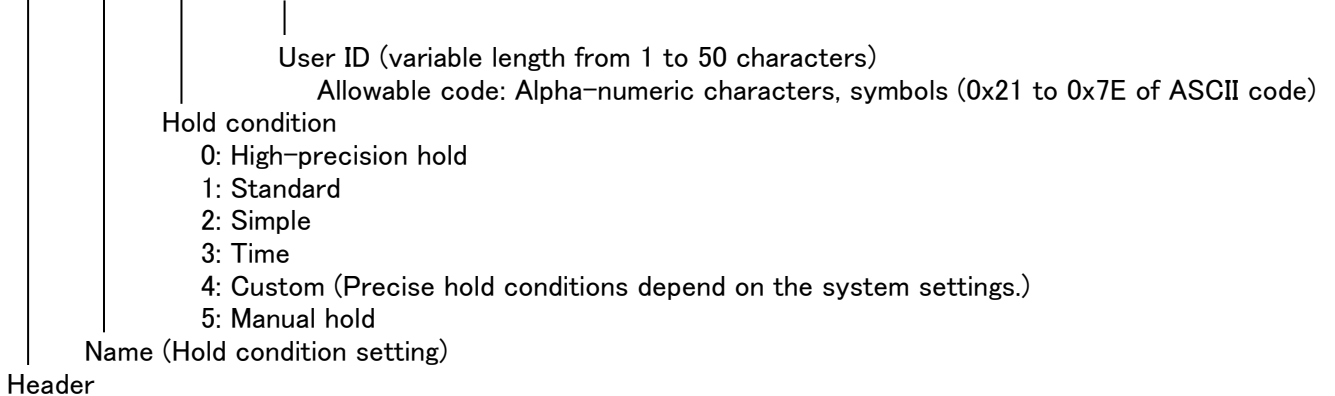 User ID (variable length from 1 to 50 characters)
Allowable code: Alpha-numeric characters, symbols (0x21 to 0x7E of ASCII code)
Hold condition
0: High-precision hold
1: Standard
2: Simple
3: Time
4: Custom (Precise hold conditions depend on the system settings.)
5: Manual hold
Name (Hold condition setting)
Header